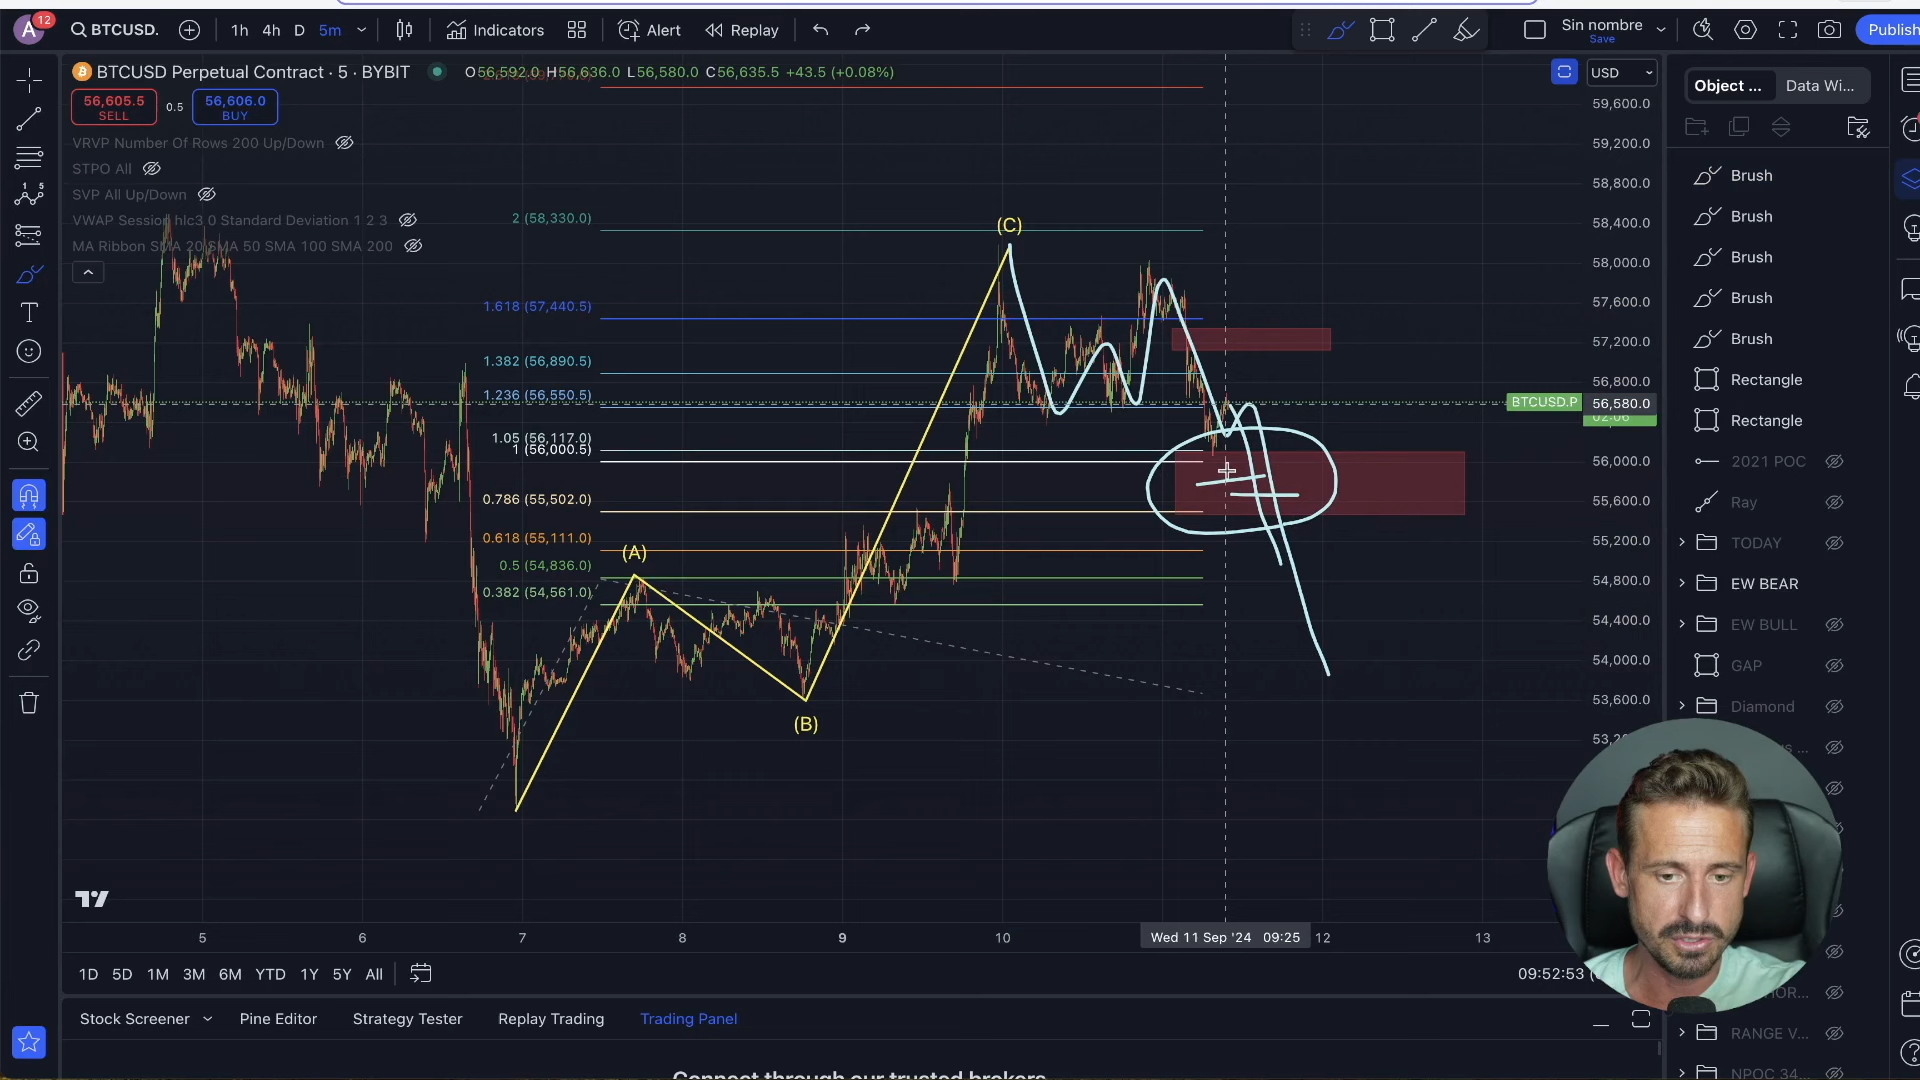 A
12
BTCUSD.
1h
4h
D
5m
Indicators
Alert
Replay
Sin nombre
Save
Publish
BTCUSD Perpetual Contract · 5 · BYBIT
O56,592.0 H56,636.0 L56,580.0 C56,635.5 +43.5 (+0.08%)
USD
56,605.5
SELL
0.5
56,606.0
BUY
VRVP Number Of Rows 200 Up/Down
STPO All
SVP All Up/Down
VWAP Session hlc3 0 Standard Deviation 1 2 3
MA Ribbon SMA 20 SMA 50 SMA 100 SMA 200
2 (58,330.0)
1.618 (57,440.5)
1.382 (56,890.5)
1.236 (56,550.5)
1.05 (56,117.0)
1 (56,000.5)
0.786 (55,502.0)
0.618 (55,111.0)
0.5 (54,836.0)
0.382 (54,561.0)
(A)
(B)
(C)
59,600.0
59,200.0
58,800.0
58,400.0
58,000.0
57,600.0
57,200.0
56,800.0
BTCUSD.P
56,580.0
56,000.0
55,600.0
55,200.0
54,800.0
54,400.0
54,000.0
53,600.0
5
6
7
8
9
10
Wed 11 Sep '24 09:25
12
13
1D
5D
1M
3M
6M
YTD
1Y
5Y
All
09:52:53
Stock Screener
Pine Editor
Strategy Tester
Replay Trading
Trading Panel
Connect through our trusted brokers
Object ...
Data Wi...
Brush
Brush
Brush
Brush
Brush
Rectangle
Rectangle
2021 POC
Ray
TODAY
EW BEAR
EW BULL
GAP
Diamond
RANGE V...
NPOC 34...